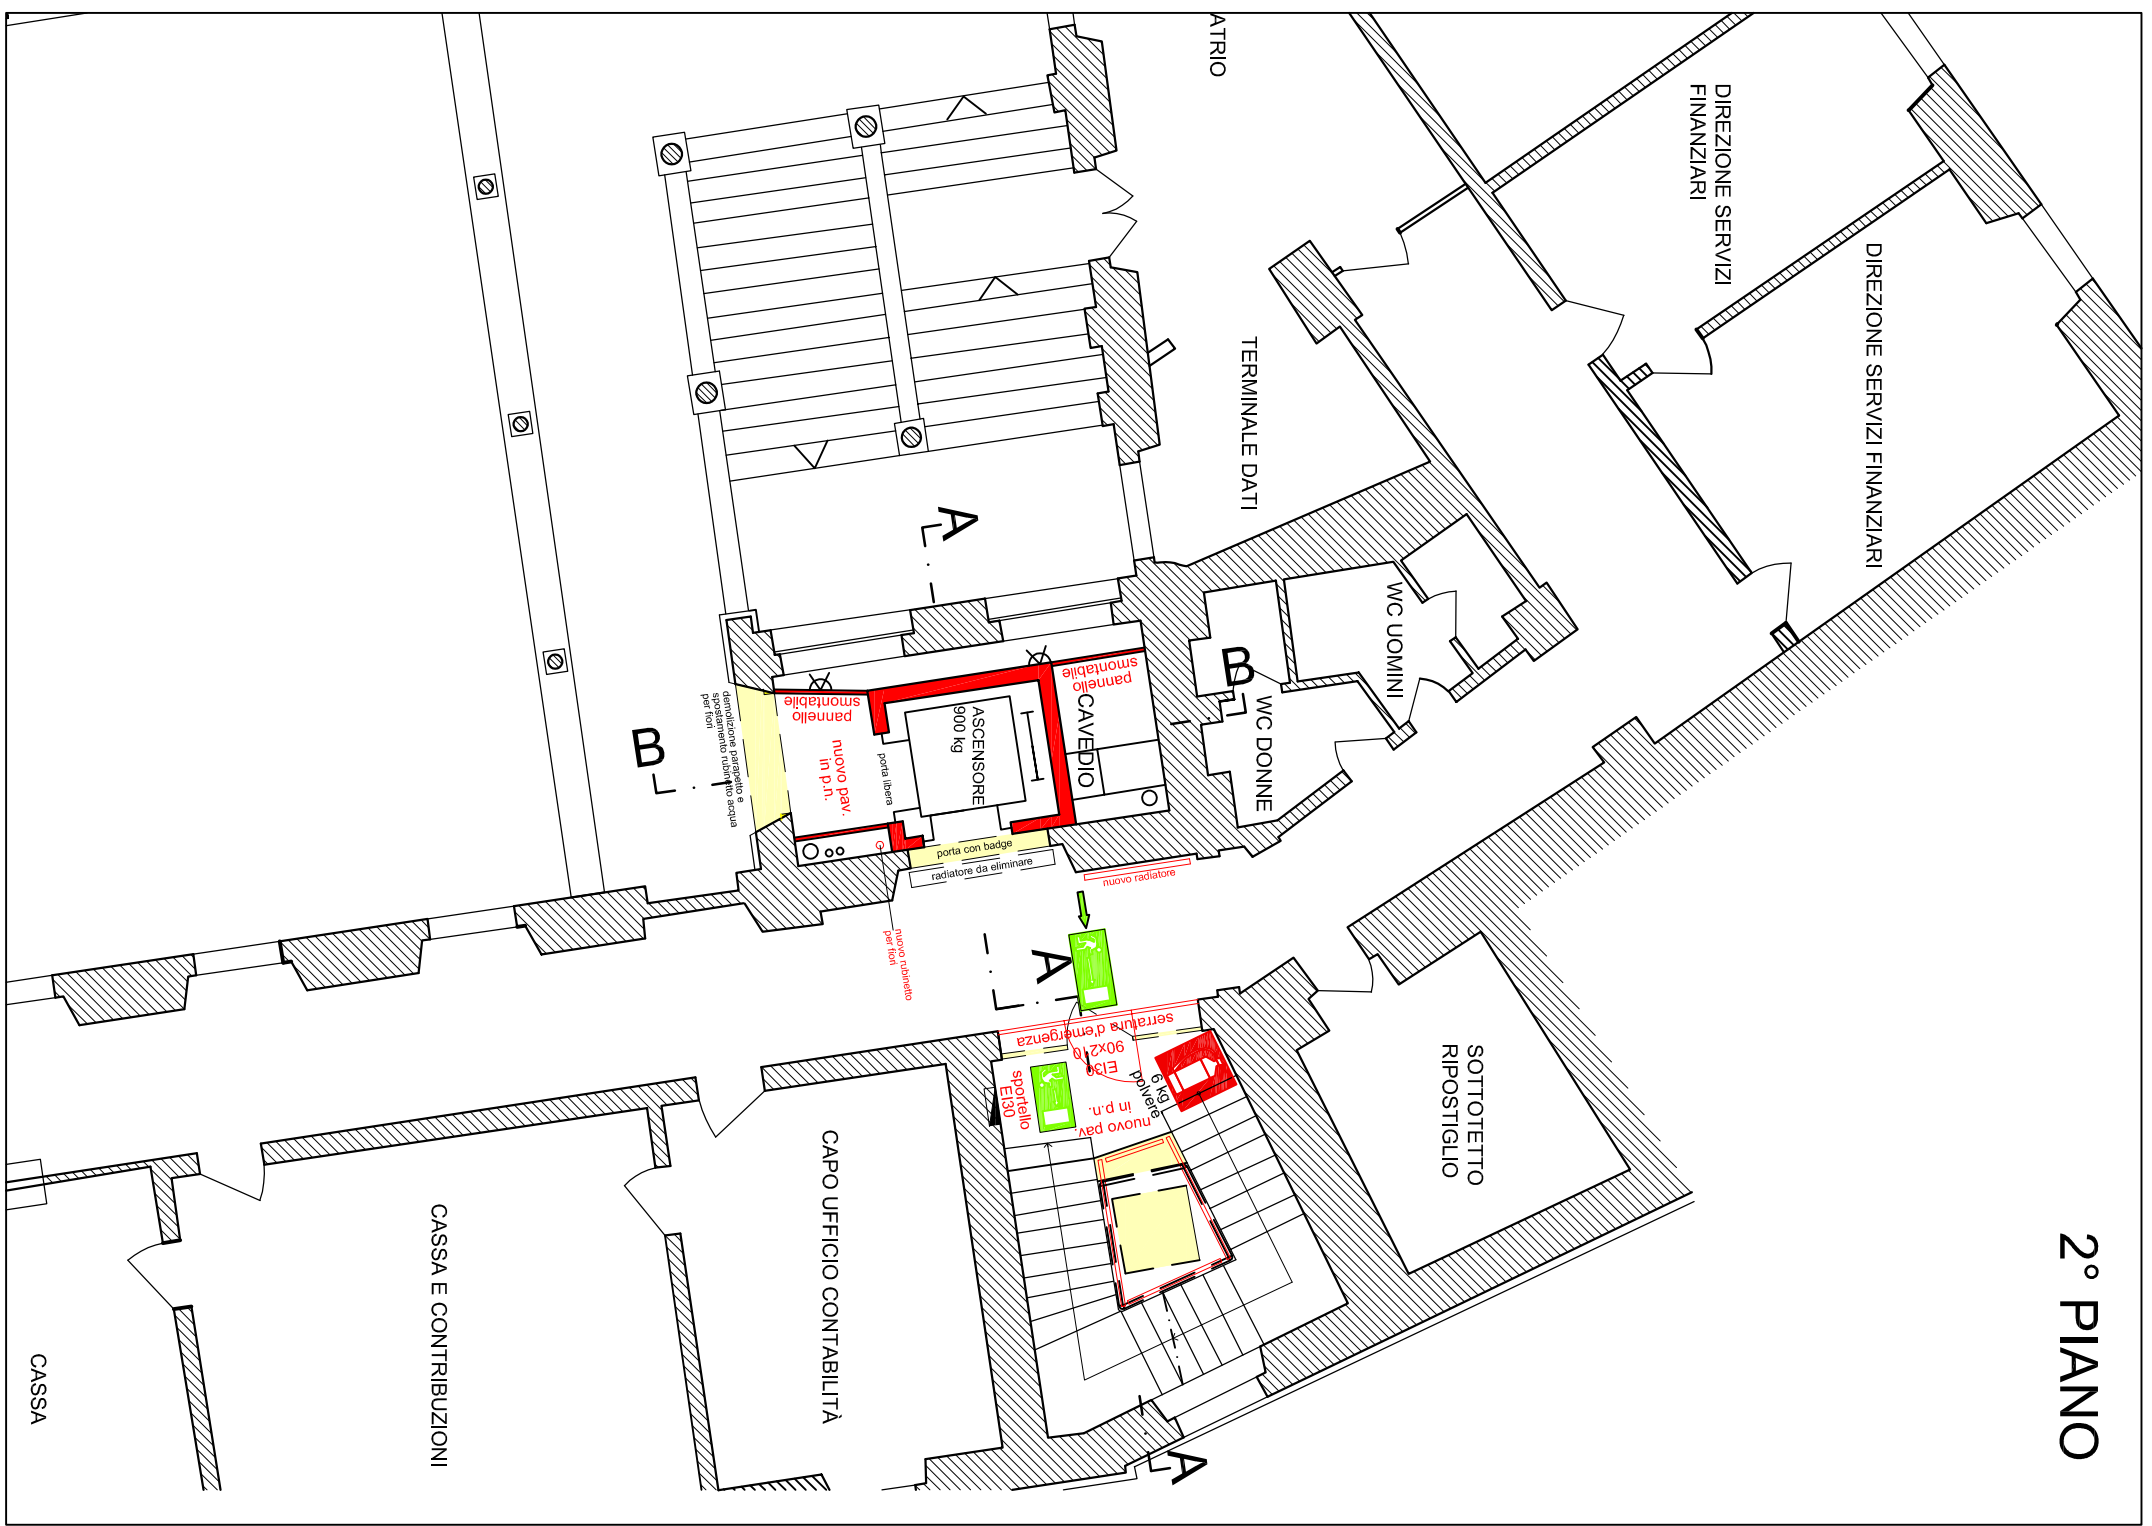 2° PIANO
ATRIO
DIREZIONE SERVIZI
FINANZIARI
DIREZIONE SERVIZI FINANZIARI
TERMINALE DATI
WC UOMINI
WC DONNE
A
B
B
pannello
smontabile
CAVEDIO
ASCENSORE
900 kg
pannello
smontabile
nuovo pav.
in p.n.
porta libera
demolizione parapetto e
spostamento rubinetto acqua
per fiori
porta con badge
radiatore da eliminare
nuovo radiatore
nuovo rubinetto
per fiori
A
serratura d'emergenza
90x210
EI30
6 kg
polvere
sportello
EI30
nuovo pav.
in p.n.
SOTTOTETTO
RIPOSTIGLIO
CAPO UFFICIO CONTABILITÀ
CASSA E CONTRIBUZIONI
CASSA
A